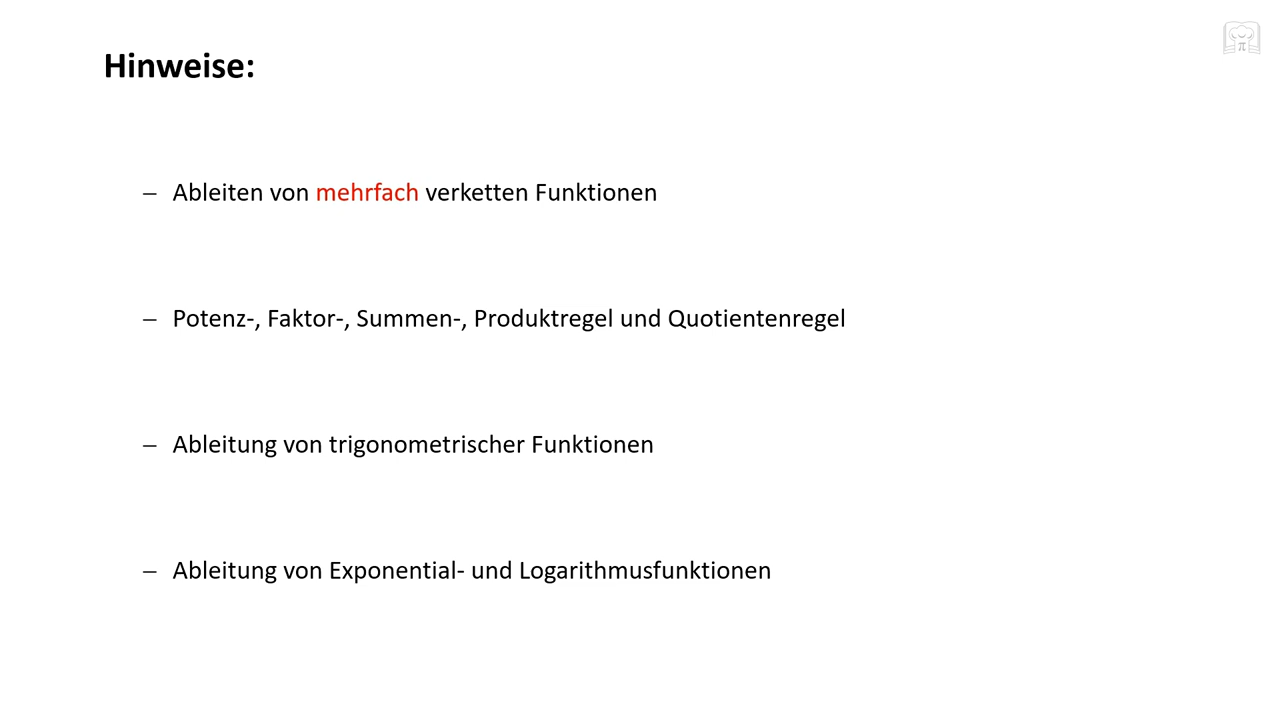 Hinweise:
– Ableiten von mehrfach verketten Funktionen
– Potenz-, Faktor-, Summen-, Produktregel und Quotientenregel
– Ableitung von trigonometrischer Funktionen
– Ableitung von Exponential- und Logarithmusfunktionen
π